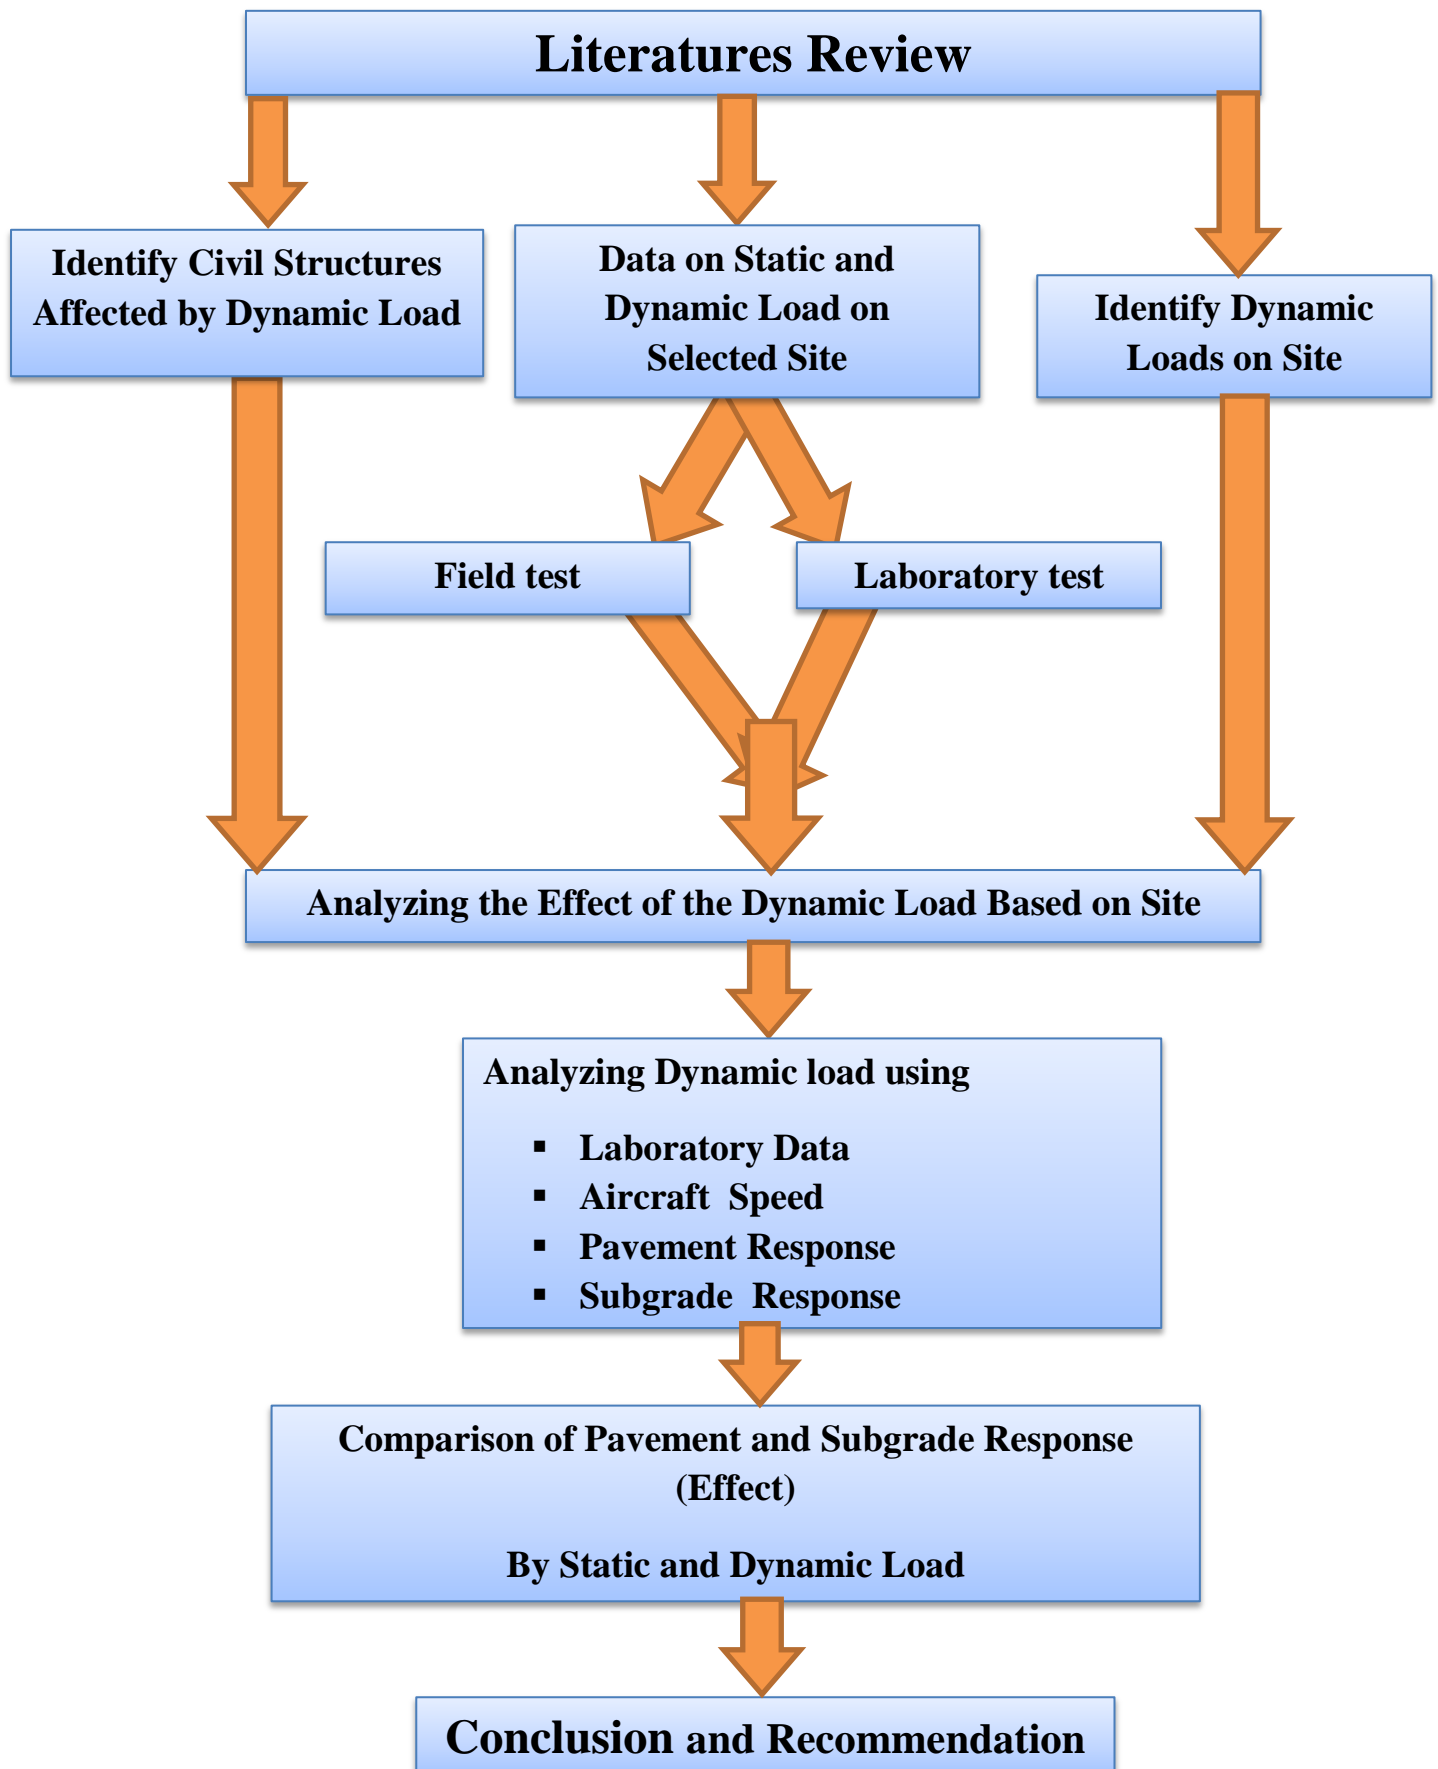 Literatures Review
Identify Civil Structures
Affected by Dynamic Load
Data on Static and
Dynamic Load on
Selected Site
Identify Dynamic
Loads on Site
Field test
Laboratory test
Analyzing the Effect of the Dynamic Load Based on Site
Analyzing Dynamic load using
▪ Laboratory Data
▪ Aircraft Speed
▪ Pavement Response
▪ Subgrade Response
Comparison of Pavement and Subgrade Response
(Effect)
By Static and Dynamic Load
Conclusion and Recommendation